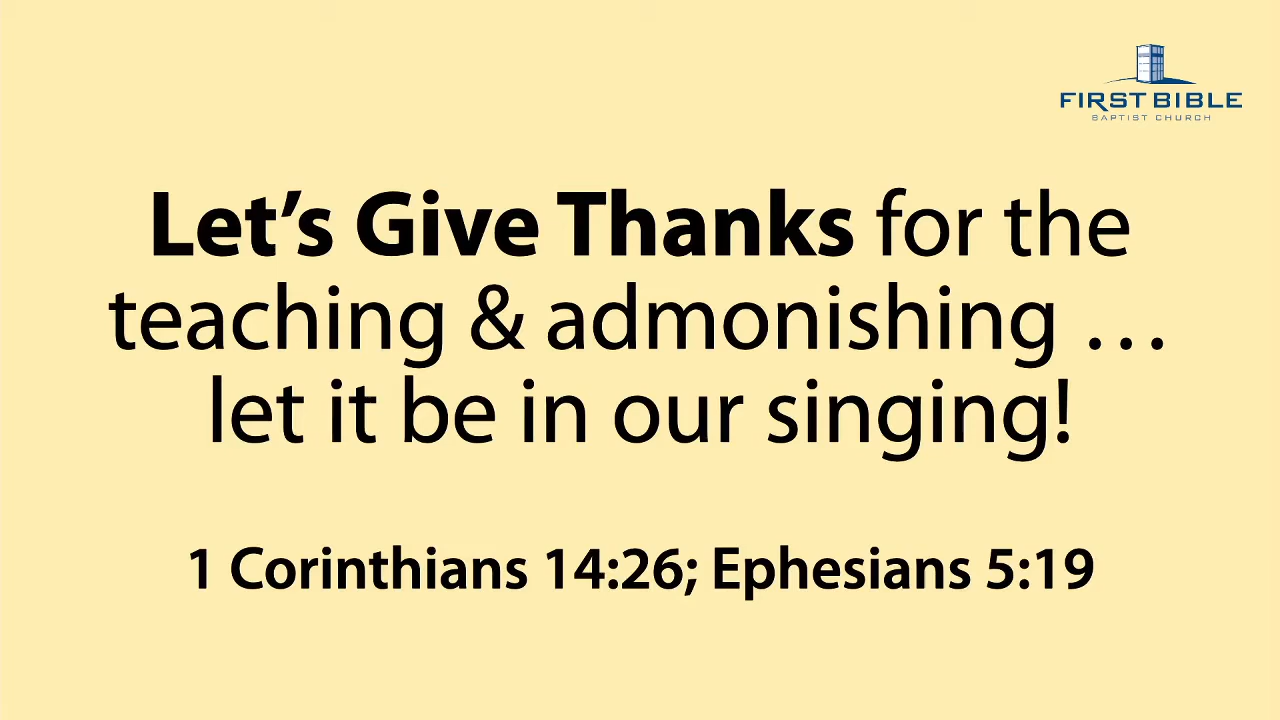 FIRST BIBLE
BAPTIST CHURCH
Let’s Give Thanks for the
teaching & admonishing …
let it be in our singing!
1 Corinthians 14:26; Ephesians 5:19